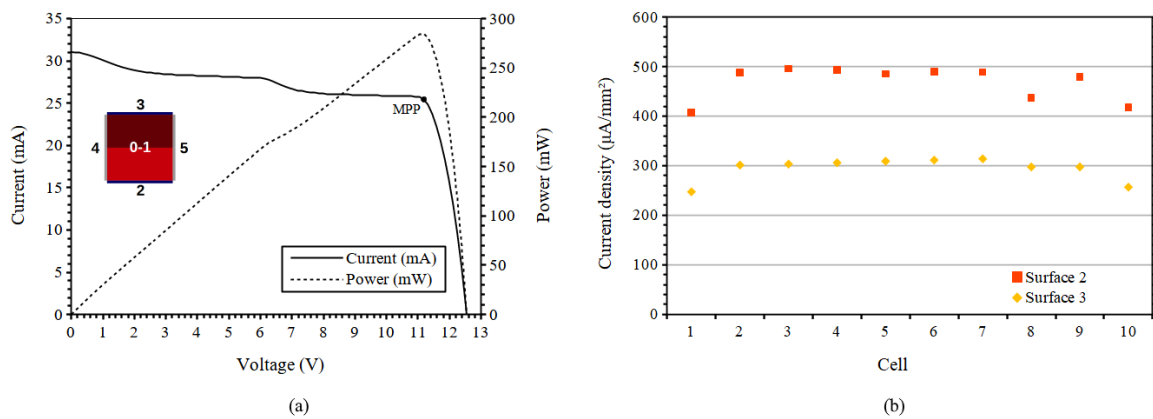 35
30
25
20
15
10
5
0
Current (mA)
300
250
200
150
100
50
0
Power (mW)
3
4 0-1 5
2
MPP
Current (mA)
Power (mW)
0 1 2 3 4 5 6 7 8 9 10 11 12 13
Voltage (V)
(a)
600
500
400
300
200
100
0
Current density (μA/mm²)
Surface 2
Surface 3
1 2 3 4 5 6 7 8 9 10
Cell
(b)